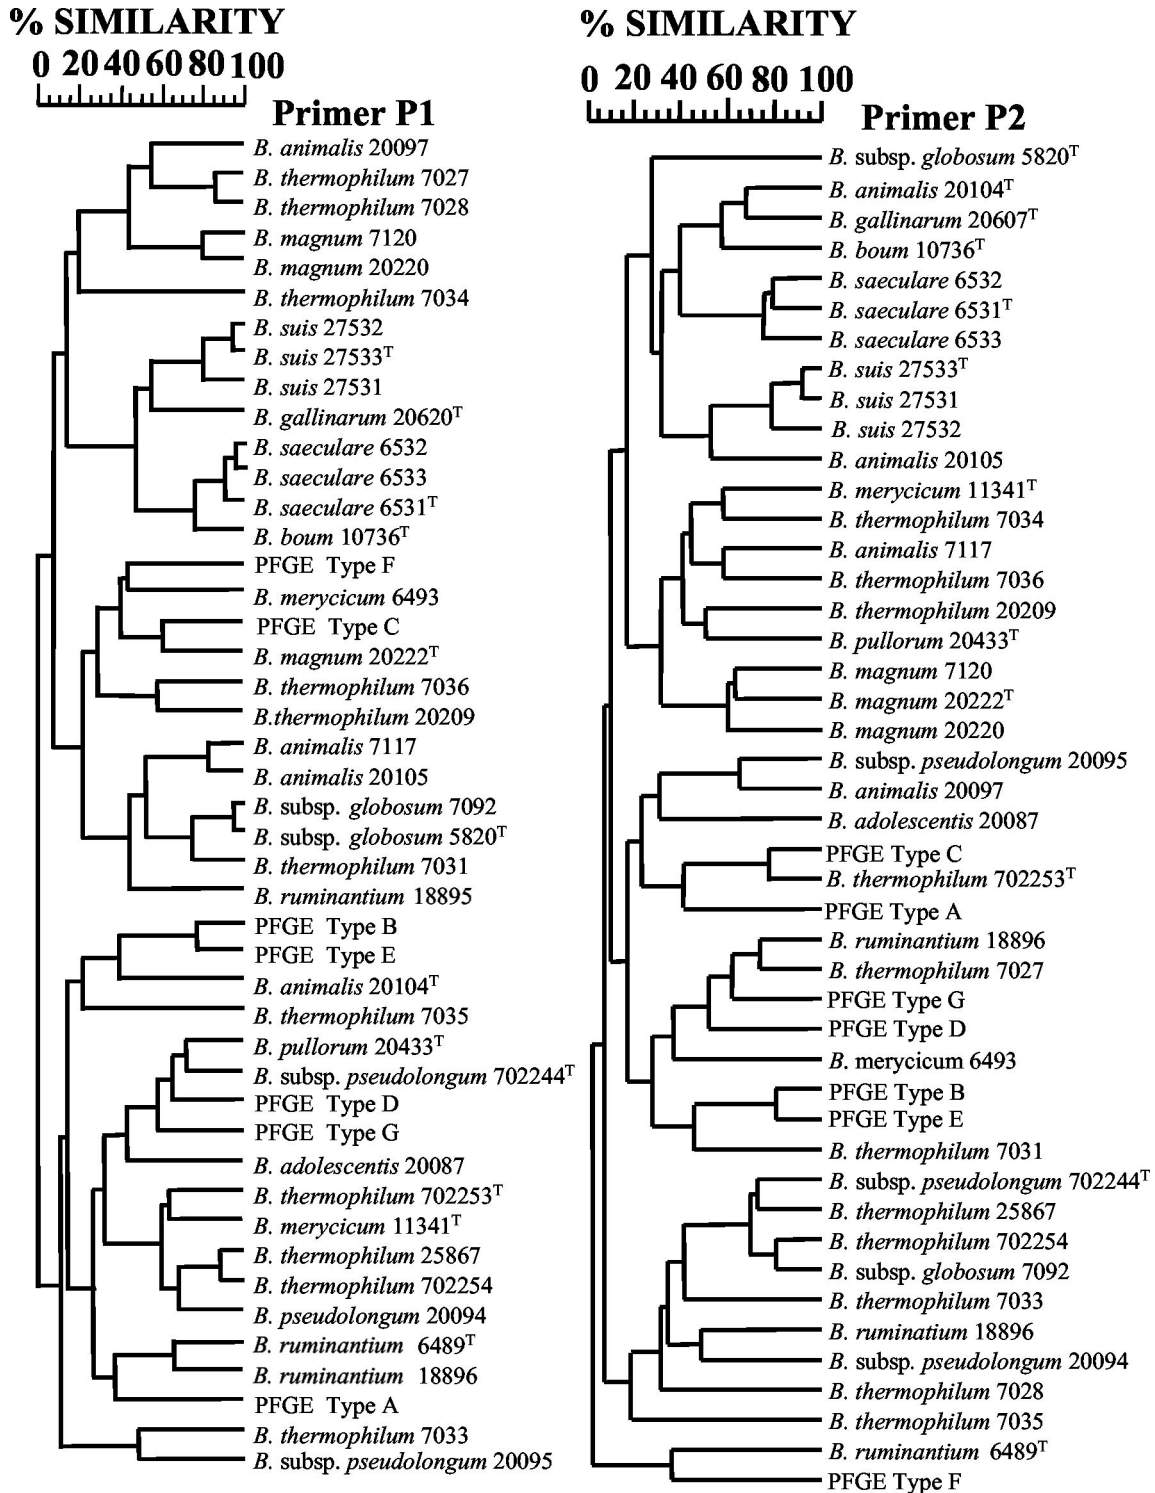 % SIMILARITY
0 20 40 60 80 100
Primer P1
B. animalis 20097
B. thermophilum 7027
B. thermophilum 7028
B. magnum 7120
B. magnum 20220
B. thermophilum 7034
B. suis 27532
B. suis 27533T
B. suis 27531
B. gallinarum 20620T
B. saeculare 6532
B. saeculare 6533
B. saeculare 6531T
B. boum 10736T
PFGE Type F
B. merycicum 6493
PFGE Type C
B. magnum 20222T
B. thermophilum 7036
B.thermophilum 20209
B. animalis 7117
B. animalis 20105
B. subsp. globosum 7092
B. subsp. globosum 5820T
B. thermophilum 7031
B. ruminantium 18895
PFGE Type B
PFGE Type E
B. animalis 20104T
B. thermophilum 7035
B. pullorum 20433T
B. subsp. pseudolongum 702244T
PFGE Type D
PFGE Type G
B. adolescentis 20087
B. thermophilum 702253T
B. merycicum 11341T
B. thermophilum 25867
B. thermophilum 702254
B. pseudolongum 20094
B. ruminantium 6489T
B. ruminantium 18896
PFGE Type A
B. thermophilum 7033
B. subsp. pseudolongum 20095
% SIMILARITY
0 20 40 60 80 100
Primer P2
B. subsp. globosum 5820T
B. animalis 20104T
B. gallinarum 20607T
B. boum 10736T
B. saeculare 6532
B. saeculare 6531T
B. saeculare 6533
B. suis 27533T
B. suis 27531
B. suis 27532
B. animalis 20105
B. merycicum 11341T
B. thermophilum 7034
B. animalis 7117
B. thermophilum 7036
B. thermophilum 20209
B. pullorum 20433T
B. magnum 7120
B. magnum 20222T
B. magnum 20220
B. subsp. pseudolongum 20095
B. animalis 20097
B. adolescentis 20087
PFGE Type C
B. thermophilum 702253T
PFGE Type A
B. ruminantium 18896
B. thermophilum 7027
PFGE Type G
PFGE Type D
B. merycicum 6493
PFGE Type B
PFGE Type E
B. thermophilum 7031
B. subsp. pseudolongum 702244T
B. thermophilum 25867
B. thermophilum 702254
B. subsp. globosum 7092
B. thermophilum 7033
B. ruminatium 18896
B. subsp. pseudolongum 20094
B. thermophilum 7028
B. thermophilum 7035
B. ruminantium 6489T
PFGE Type F